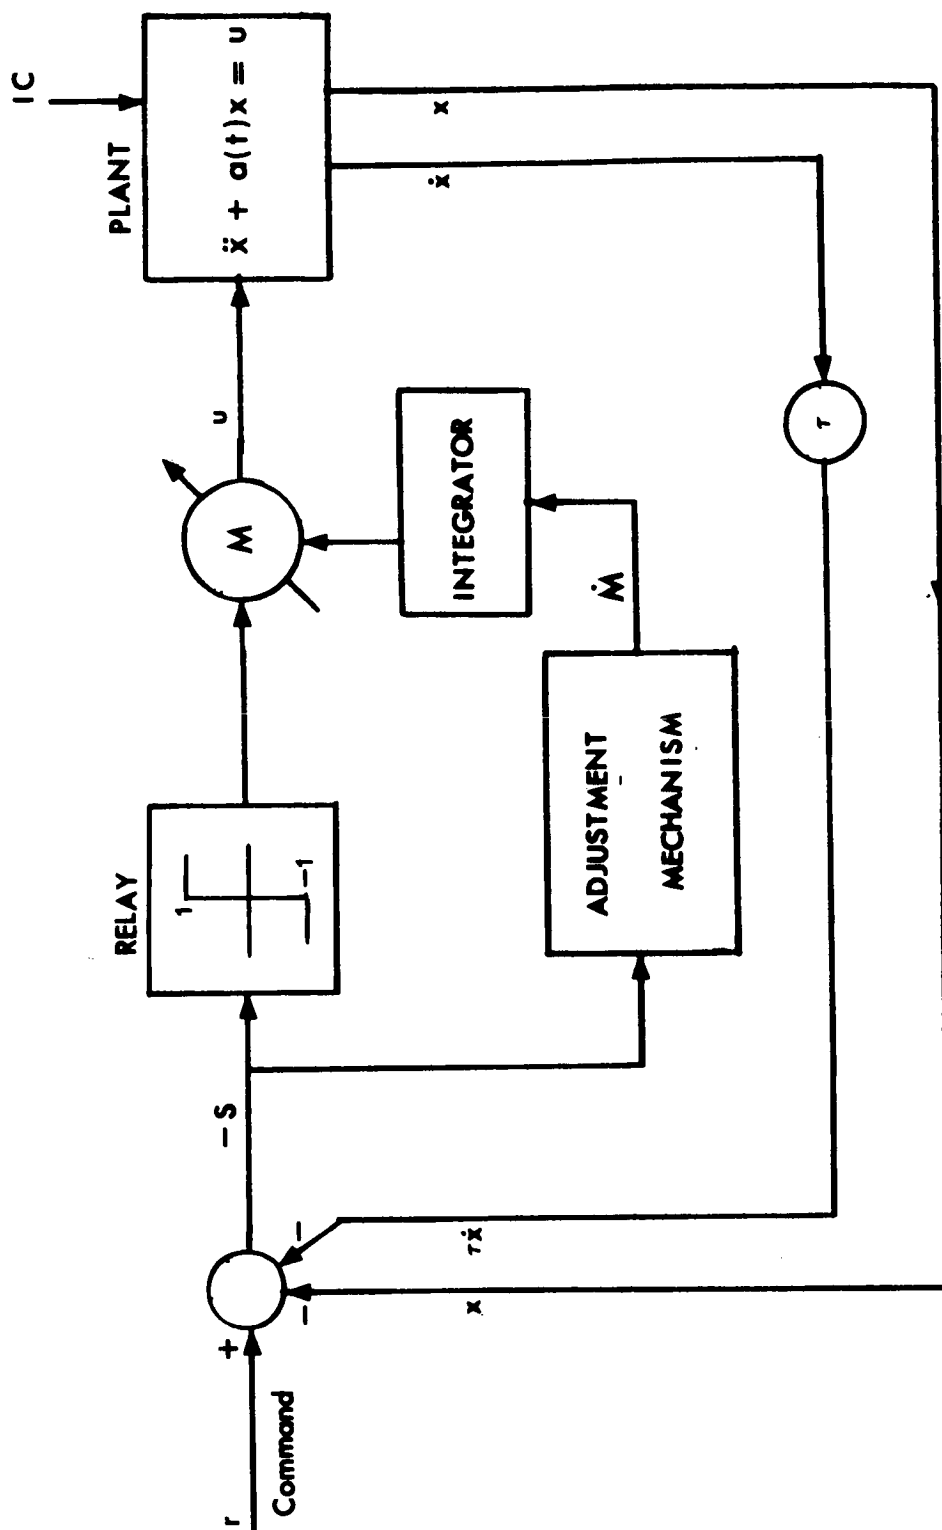 IC
PLANT
ẍ + a(t)x = u
x
ẋ
u
M
INTEGRATOR
Ṁ
τ
RELAY
1
-1
ADJUSTMENT
MECHANISM
-S
-
τẋ
-
x
+
r
Command